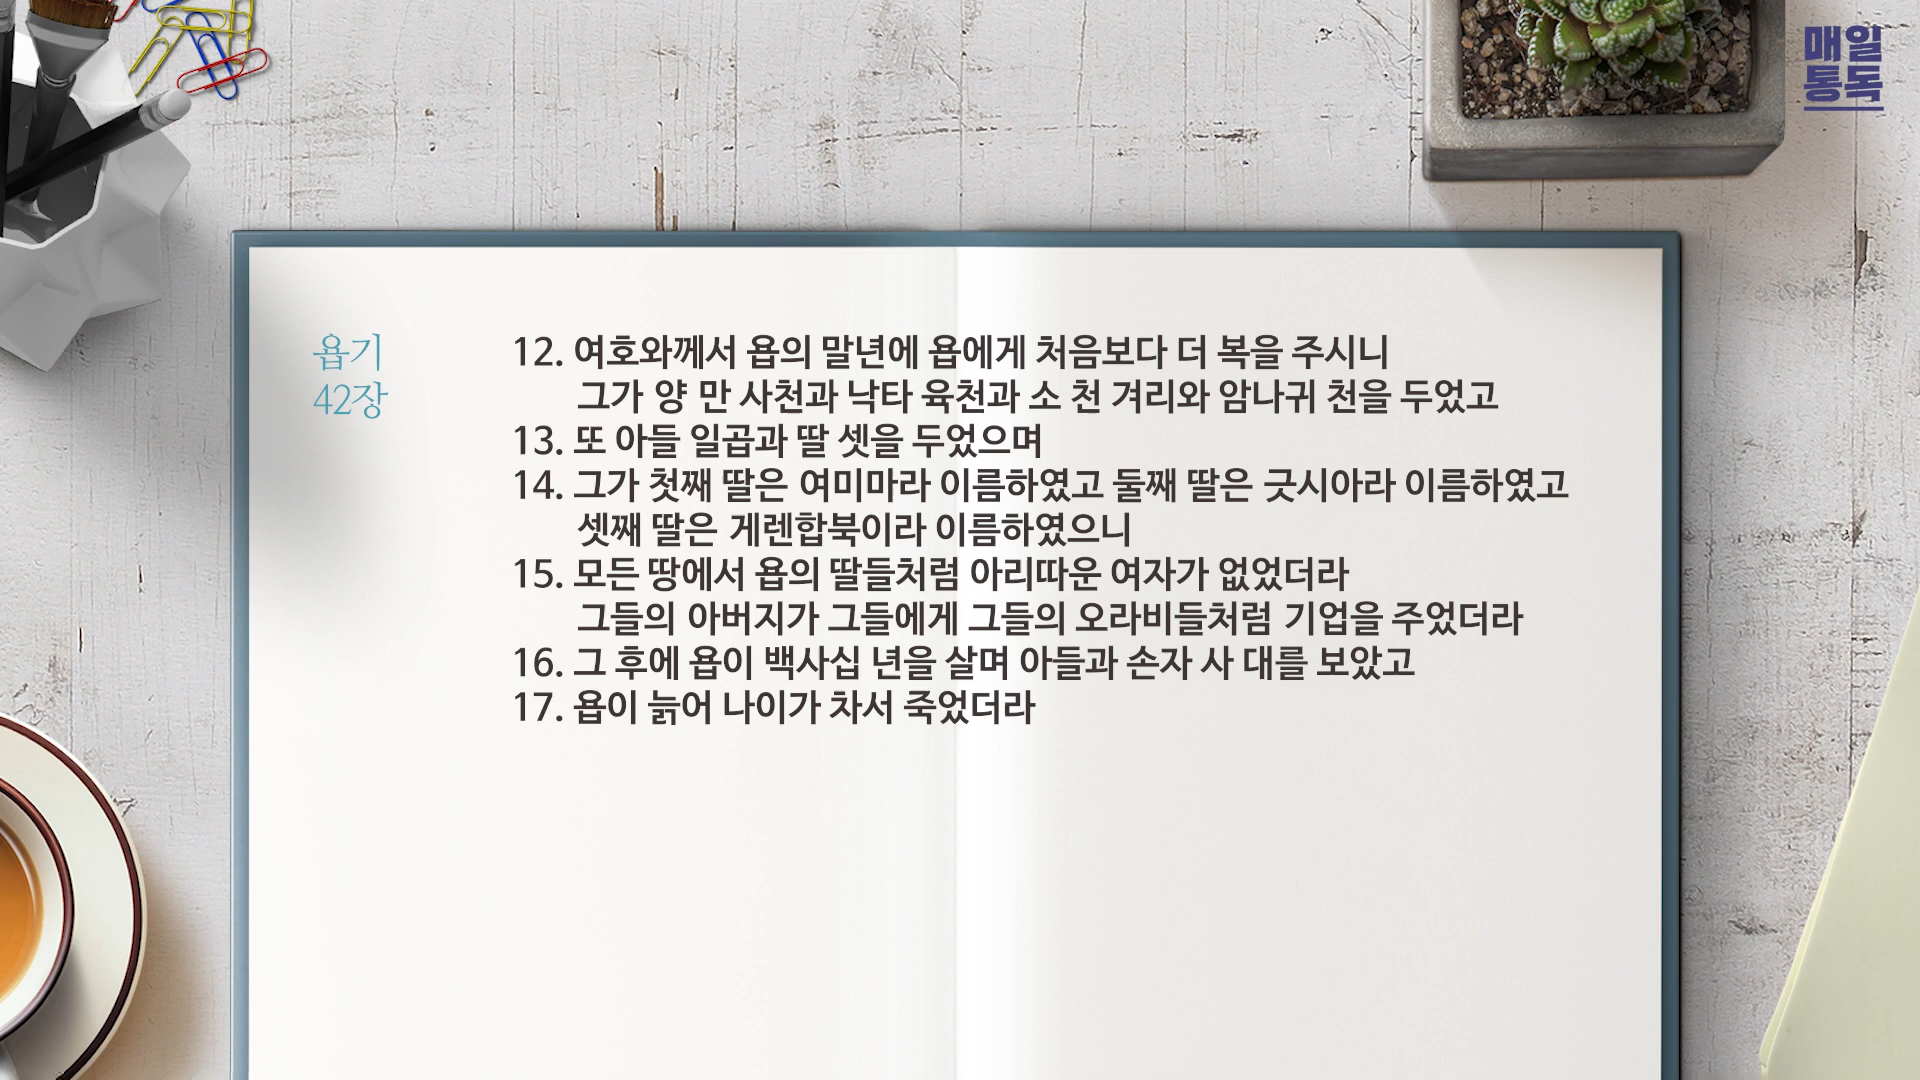 매일
통독
욥기
42장
12. 여호와께서 욥의 말년에 욥에게 처음보다 더 복을 주시니
그가 양 만 사천과 낙타 육천과 소 천 겨리와 암나귀 천을 두었고
13. 또 아들 일곱과 딸 셋을 두었으며
14. 그가 첫째 딸은 여미마라 이름하였고 둘째 딸은 긋시아라 이름하였고
셋째 딸은 게렌합북이라 이름하였으니
15. 모든 땅에서 욥의 딸들처럼 아리따운 여자가 없었더라
그들의 아버지가 그들에게 그들의 오라비들처럼 기업을 주었더라
16. 그 후에 욥이 백사십 년을 살며 아들과 손자 사 대를 보았고
17. 욥이 늙어 나이가 차서 죽었더라